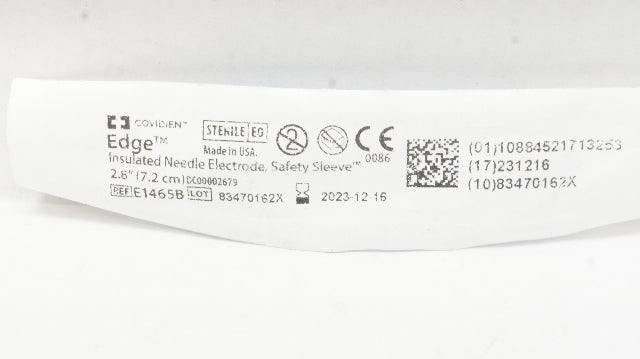 COVIDIEN™
STERILE EO
Edge™
Made in USA.
0086
Insulated Needle Electrode, Safety Sleeve™
2.8" (7.2 cm) DC00002679
REF E1465B LOT 83470162X 2023-12-16
(01)10884521713253
(17)231216
(10)83470162X